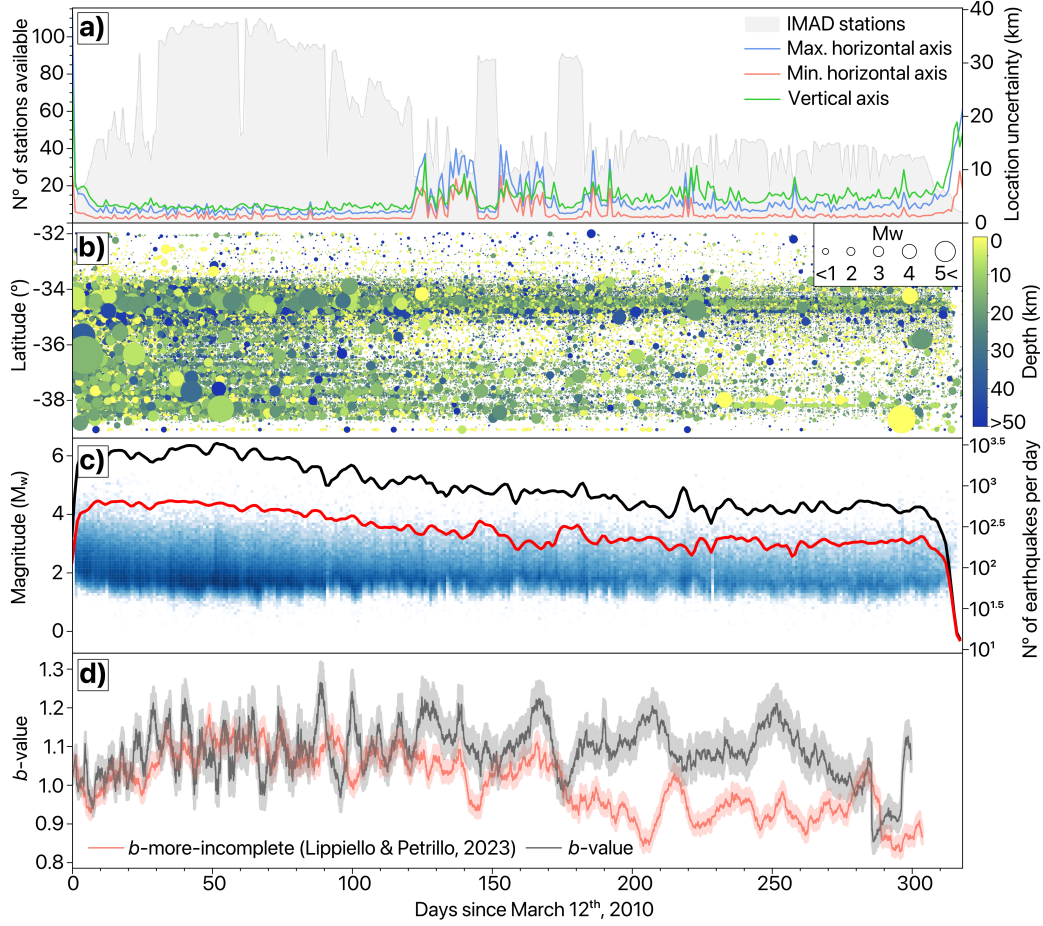 a)
N° of stations available
100
80
60
40
20
IMAD stations
Max. horizontal axis
Min. horizontal axis
Vertical axis
40
30
20
10
0
Location uncertainty (km)
b)
Latitude (°)
-32
-34
-36
-38
Mw
<1 2 3 4 5<
0
10
20
30
40
>50
Depth (km)
c)
Magnitude (Mw)
6
4
2
0
10^3.5
10^3
10^2.5
10^2
10^1.5
10^1
N° of earthquakes per day
d)
b-value
1.3
1.2
1.1
1.0
0.9
0.8
b-more-incomplete (Lippiello & Petrillo, 2023) b-value
0 50 100 150 200 250 300
Days since March 12th, 2010